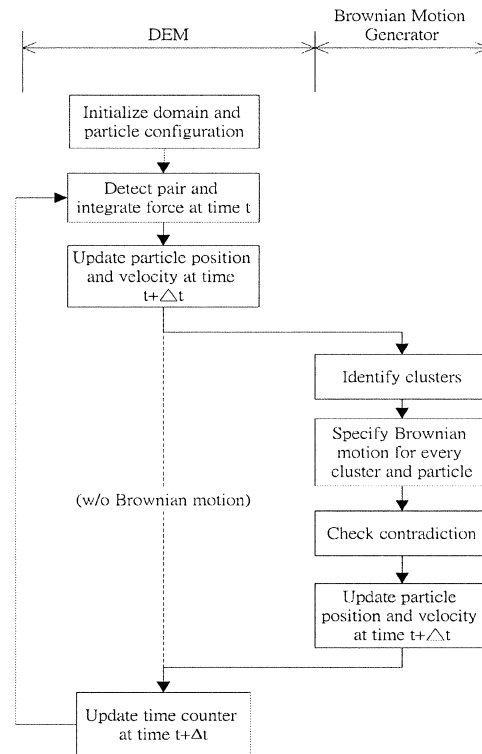 DEM
Brownian Motion
Generator
Initialize domain and
particle configuration
Detect pair and
integrate force at time t
Update particle position
and velocity at time
t+△t
Identify clusters
Specify Brownian
motion for every
cluster and particle
(w/o Brownian motion)
Check contradiction
Update particle
position and velocity
at time t+△t
Update time counter
at time t+Δt